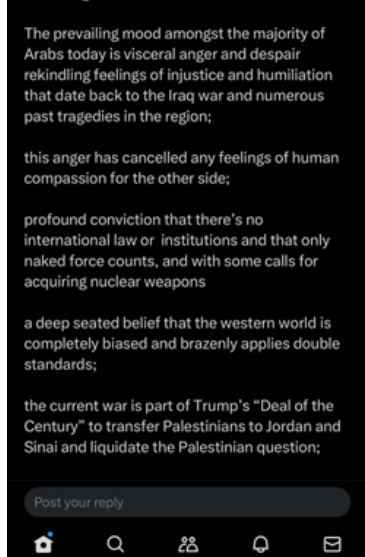 The prevailing mood amongst the majority of
Arabs today is visceral anger and despair
rekindling feelings of injustice and humiliation
that date back to the Iraq war and numerous
past tragedies in the region;
this anger has cancelled any feelings of human
compassion for the other side;
profound conviction that there's no
international law or  institutions and that only
naked force counts, and with some calls for
acquiring nuclear weapons
a deep seated belief that the western world is
completely biased and brazenly applies double
standards;
the current war is part of Trump's “Deal of the
Century” to transfer Palestinians to Jordan and
Sinai and liquidate the Palestinian question;
Post your reply